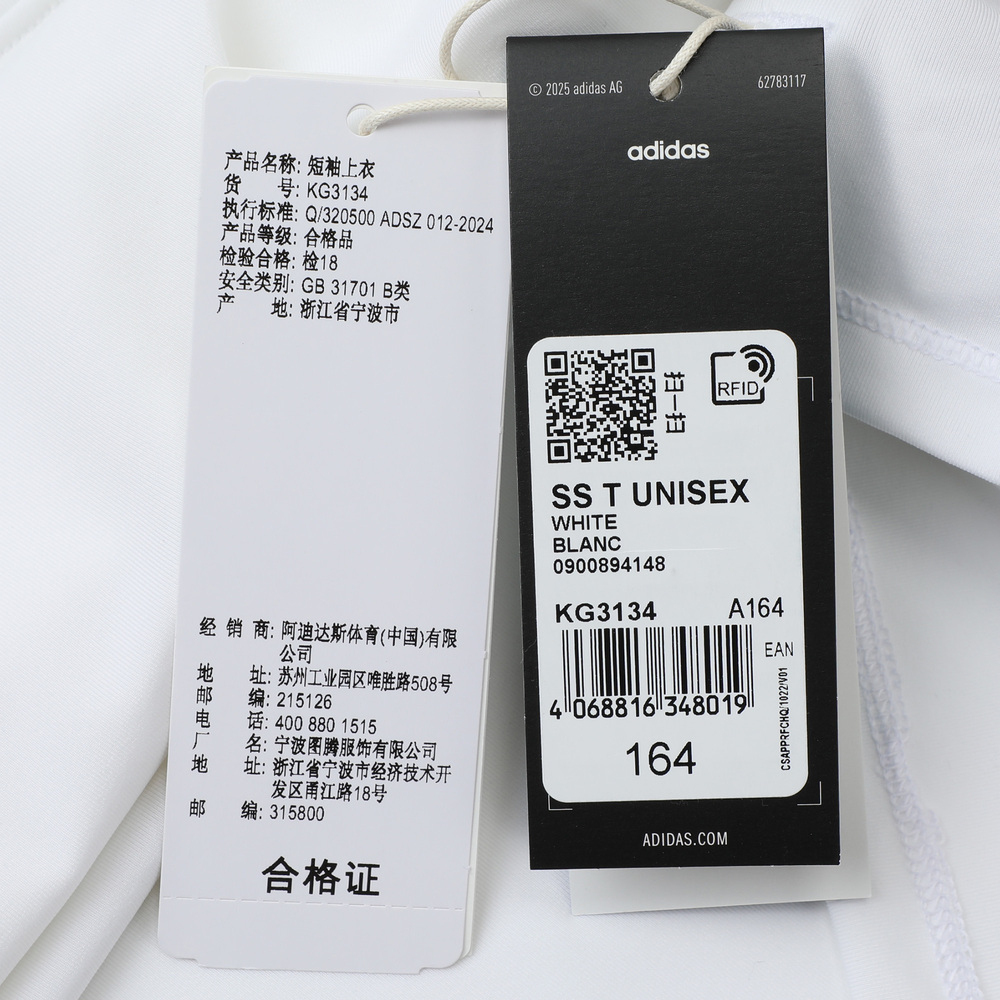 产品名称: 短袖上衣
货 号: KG3134
执行标准: Q/320500 ADSZ 012-2024
产品等级: 合格品
检验合格: 检18
安全类别: GB 31701 B类
产 地: 浙江省宁波市
经 销 商: 阿迪达斯体育(中国)有限
公司
地 址: 苏州工业园区唯胜路508号
邮 编: 215126
电 话: 400 880 1515
厂 名: 宁波图腾服饰有限公司
地 址: 浙江省宁波市经济技术开
发区甬江路18号
邮 编: 315800
合格证
© 2025 adidas AG
62783117
adidas
扫一扫
RFID
SS T UNISEX
WHITE
BLANC
0900894148
KG3134 A164
EAN
4 068816 348019
CSAPPRFCHQ/1022/V01
164
ADIDAS.COM